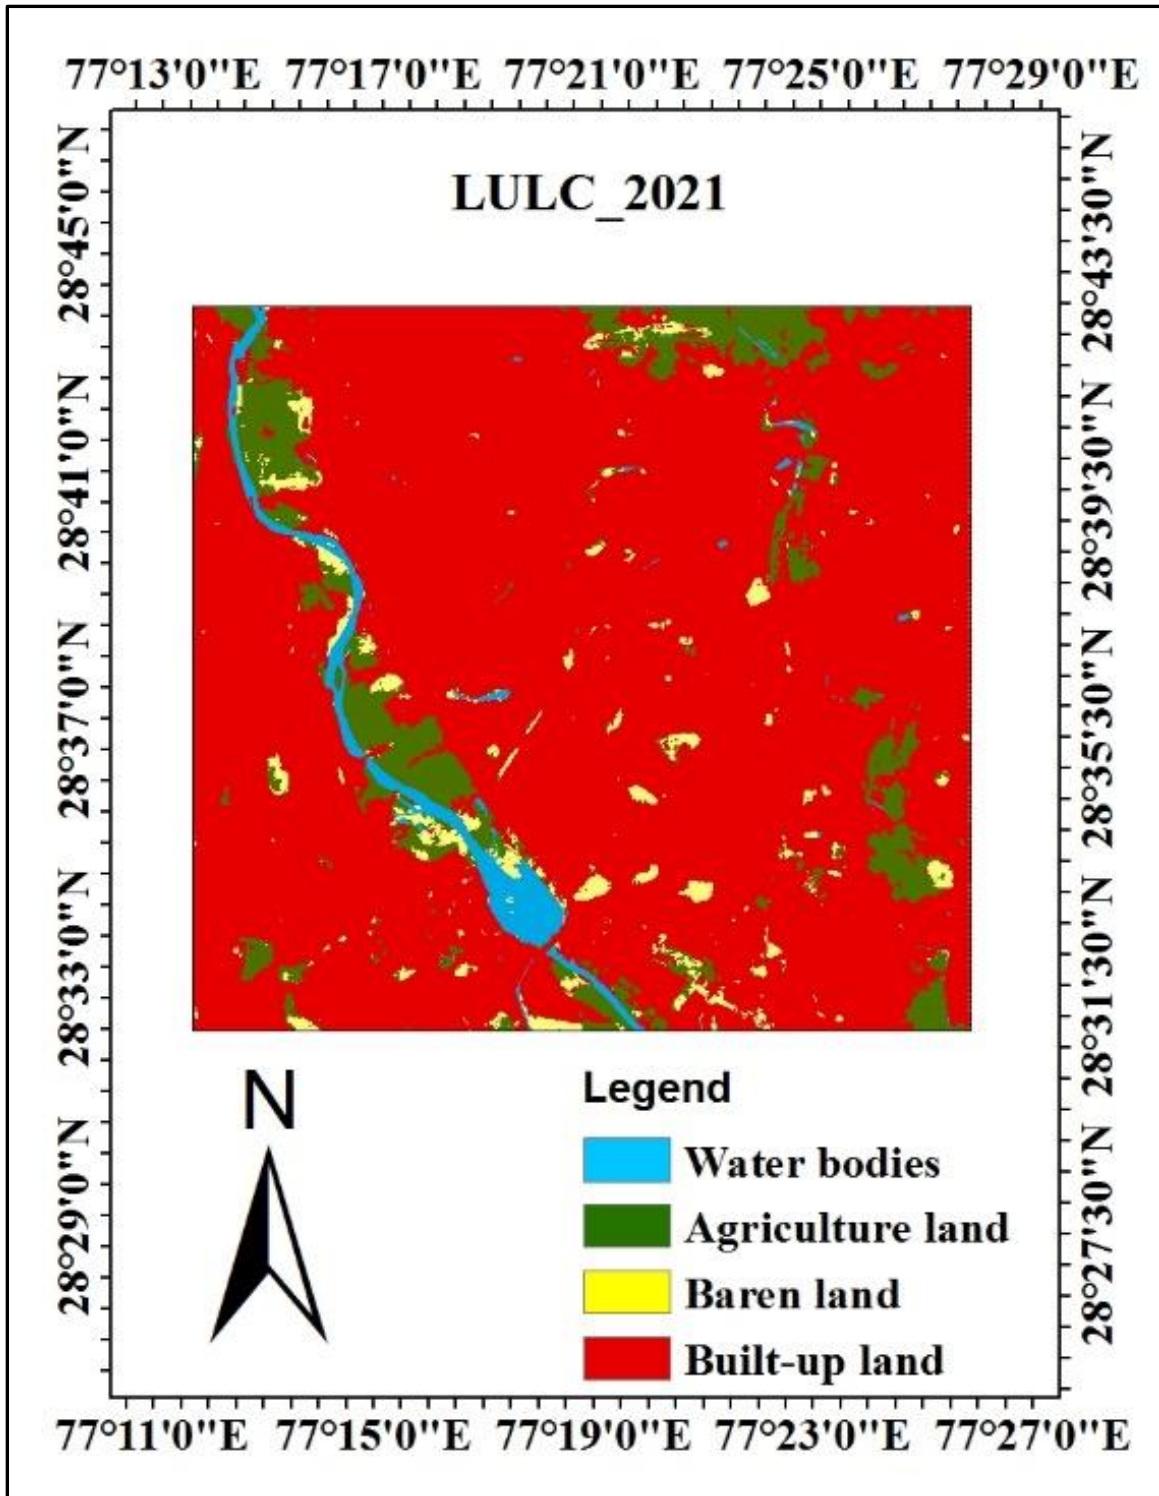 77°13'0"E 77°17'0"E 77°21'0"E 77°25'0"E 77°29'0"E
LULC_2021
28°45'0"N
28°41'0"N
28°37'0"N
28°33'0"N
28°29'0"N
28°43'30"N
28°39'30"N
28°35'30"N
28°31'30"N
28°27'30"N
N
Legend
Water bodies
Agriculture land
Baren land
Built-up land
77°11'0"E 77°15'0"E 77°19'0"E 77°23'0"E 77°27'0"E